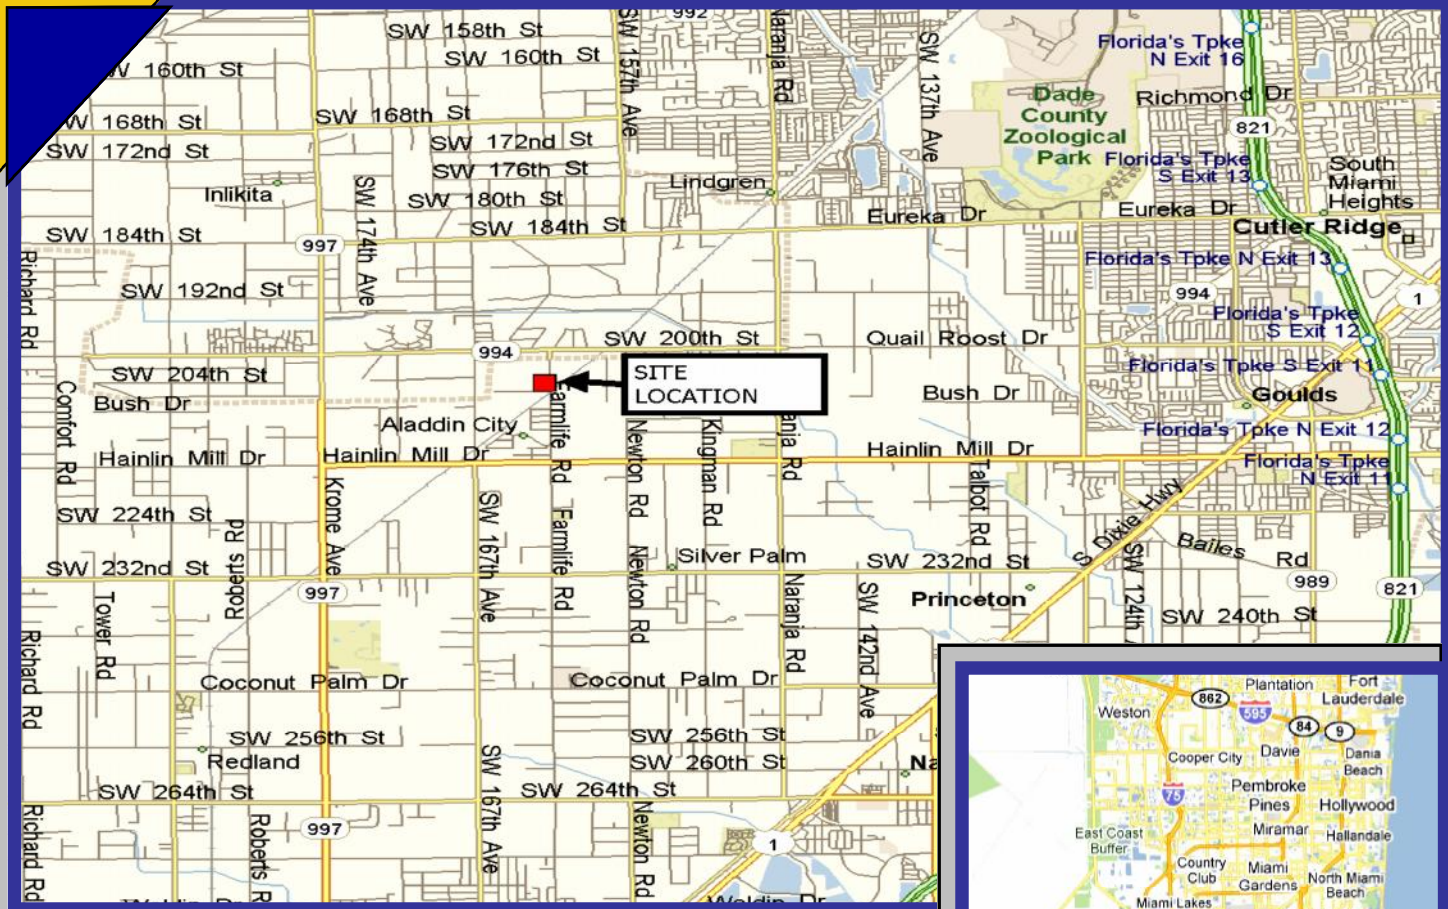 992
SW 158th St
SW 160th St
W 160th St
SW 157th Ave
Naranja Rd
SW 137th Ave
Florida's Tpke
N Exit 16
Dade
County
Zoological
Park
Richmond Dr
821
W 168th St
SW 168th St
SW 172nd St
SW 172nd St
SW 176th St
Florida's Tpke
S Exit 13
South
Miami
Heights
Inlikita
SW 174th Ave
SW 180th St
Lindgren
Eureka Dr
Eureka Dr
SW 184th St
997
SW 184th St
Cutler Ridge
Richard Rd
Florida's Tpke N Exit 13
SW 192nd St
994
1
Florida's Tpke
S Exit 12
994
SW 200th St
Quail Roost Dr
SITE
LOCATION
Florida's Tpke S Exit 11
SW 204th St
Bush Dr
Bush Dr
Goulds
Comfort Rd
Aladdin City
Farmlife Rd
Newton Rd
Kingman Rd
anja Rd
Florida's Tpke N Exit 12
Hainlin Mill Dr
Hainlin Mill Dr
Hainlin Mill Dr
Florida's Tpke
N Exit 11
Talbot Rd
Krome Ave
SW 167th Ave
Farmlife Rd
SW 224th St
Roberts Rd
S Dixie Hwy
Newton Rd
Silver Palm
SW 232nd St
SW 232nd St
SW 124th
Bailes Rd
989
821
997
Naranja Rd
SW 142nd Ave
Princeton
SW 240th St
Tower Rd
Richard Rd
Coconut Palm Dr
Coconut Palm Dr
SW 256th St
SW 256th St
Redland
SW 260th St
Na
SW 167th Ave
SW 264th St
SW 264th St
Richard Rd
Roberts R
997
Newton Rd
1
Plantation
Fort
Lauderdale
862
595
Weston
84
9
Cooper City
Davie
Dania
Beach
75
Pembroke
Pines
Hollywood
East Coast
Buffer
Miramar
Hallandale
Country
Club
Miami
Gardens
North Miami
Beach
Miami Lakes